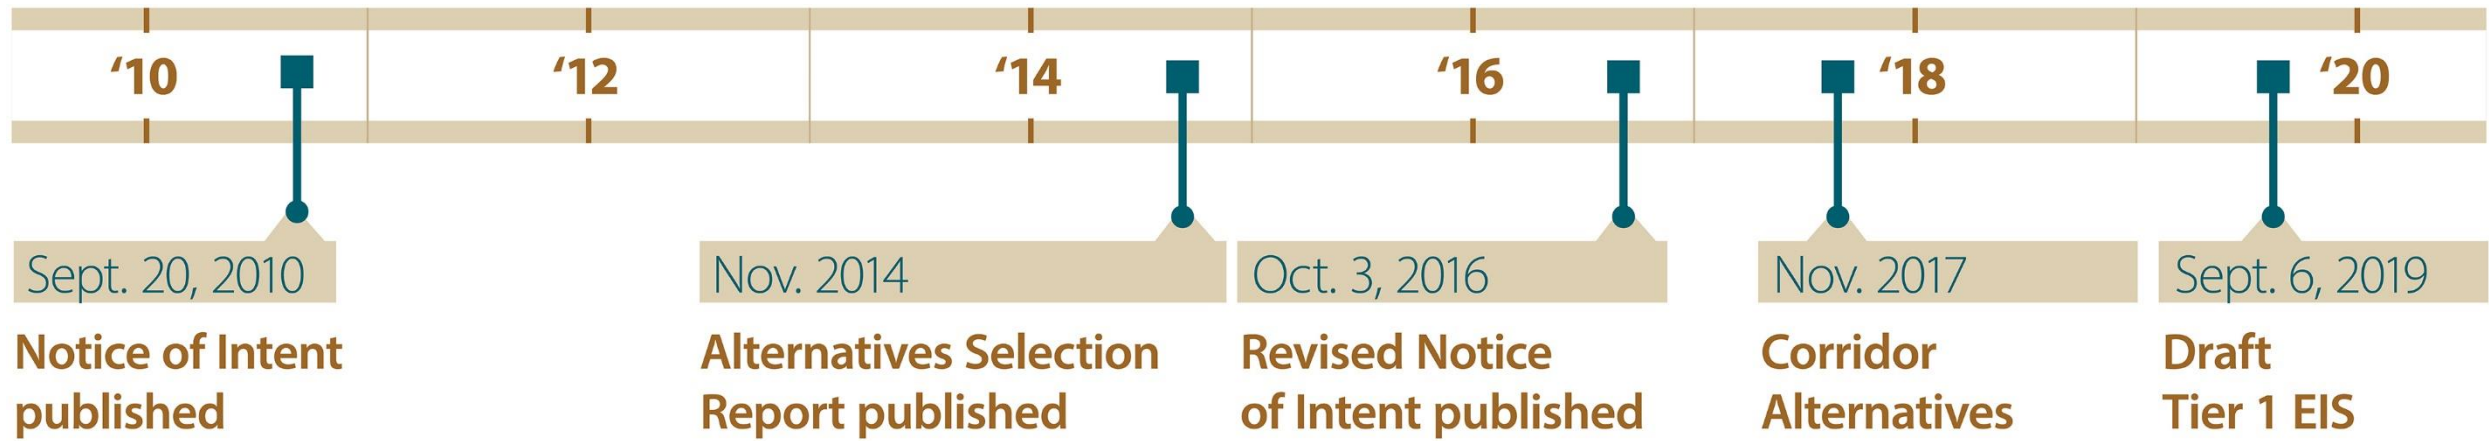 ‘10 ‘12 ‘14 ‘16 ‘18 ‘20
Sept. 20, 2010
Notice of Intent
published
Nov. 2014
Alternatives Selection
Report published
Oct. 3, 2016
Revised Notice
of Intent published
Nov. 2017
Corridor
Alternatives
Sept. 6, 2019
Draft
Tier 1 EIS